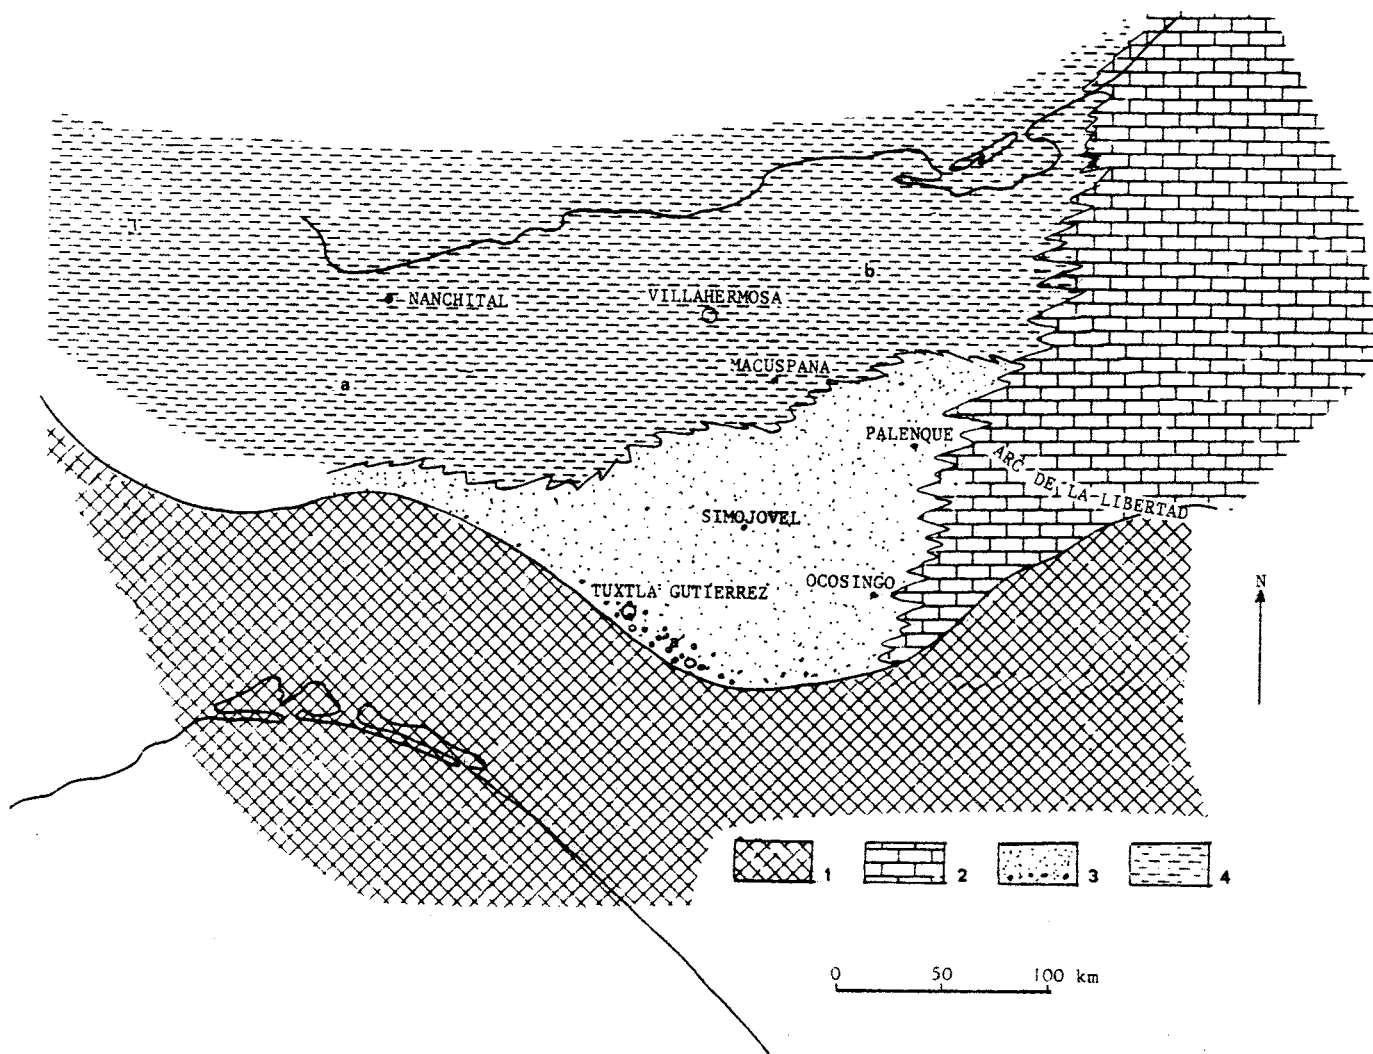 b
NANCHITAL
VILLAHERMOSA
MACUSPANA
a
PALENQUE
ARC DE LA LIBERTAD
SIMOJOVEL
OCOSINGO
TUXTLA GUTIERREZ
N
1
2
3
4
0 50 100 km